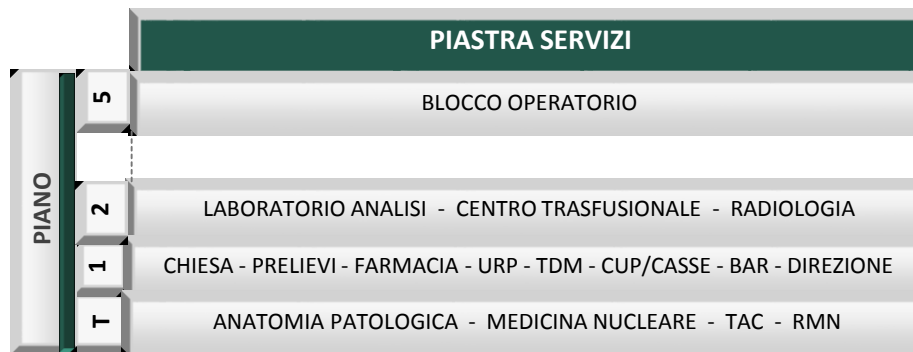 PIASTRA SERVIZI
PIANO
5
BLOCCO OPERATORIO
2
LABORATORIO ANALISI - CENTRO TRASFUSIONALE - RADIOLOGIA
1
CHIESA - PRELIEVI - FARMACIA - URP - TDM - CUP/CASSE - BAR - DIREZIONE
T
ANATOMIA PATOLOGICA - MEDICINA NUCLEARE - TAC - RMN